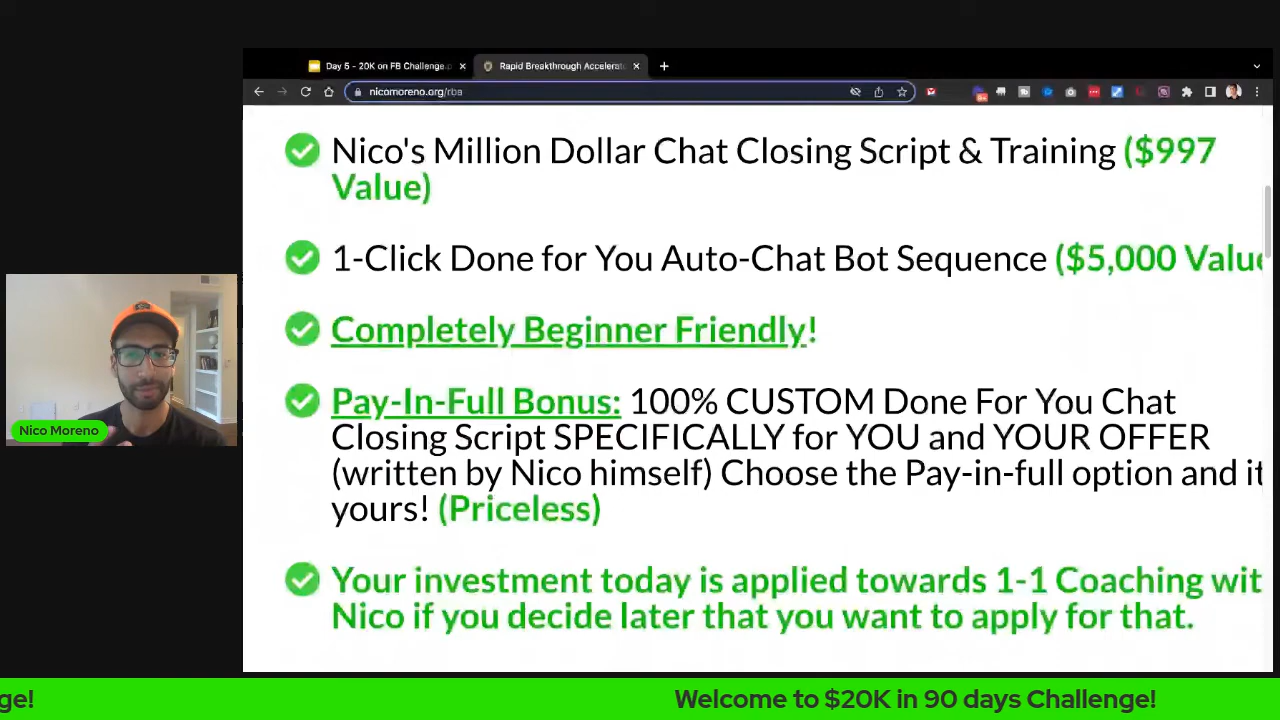 Day 5 - 20K on FB Challenge.p
Rapid Breakthrough Accelerato
nicomoreno.org/rba
Nico's Million Dollar Chat Closing Script & Training ($997
Value)
1-Click Done for You Auto-Chat Bot Sequence ($5,000 Value
Completely Beginner Friendly!
Pay-In-Full Bonus: 100% CUSTOM Done For You Chat
Closing Script SPECIFICALLY for YOU and YOUR OFFER
(written by Nico himself) Choose the Pay-in-full option and it
yours! (Priceless)
Your investment today is applied towards 1-1 Coaching wit
Nico if you decide later that you want to apply for that.
Nico Moreno
ge!
Welcome to $20K in 90 days Challenge!